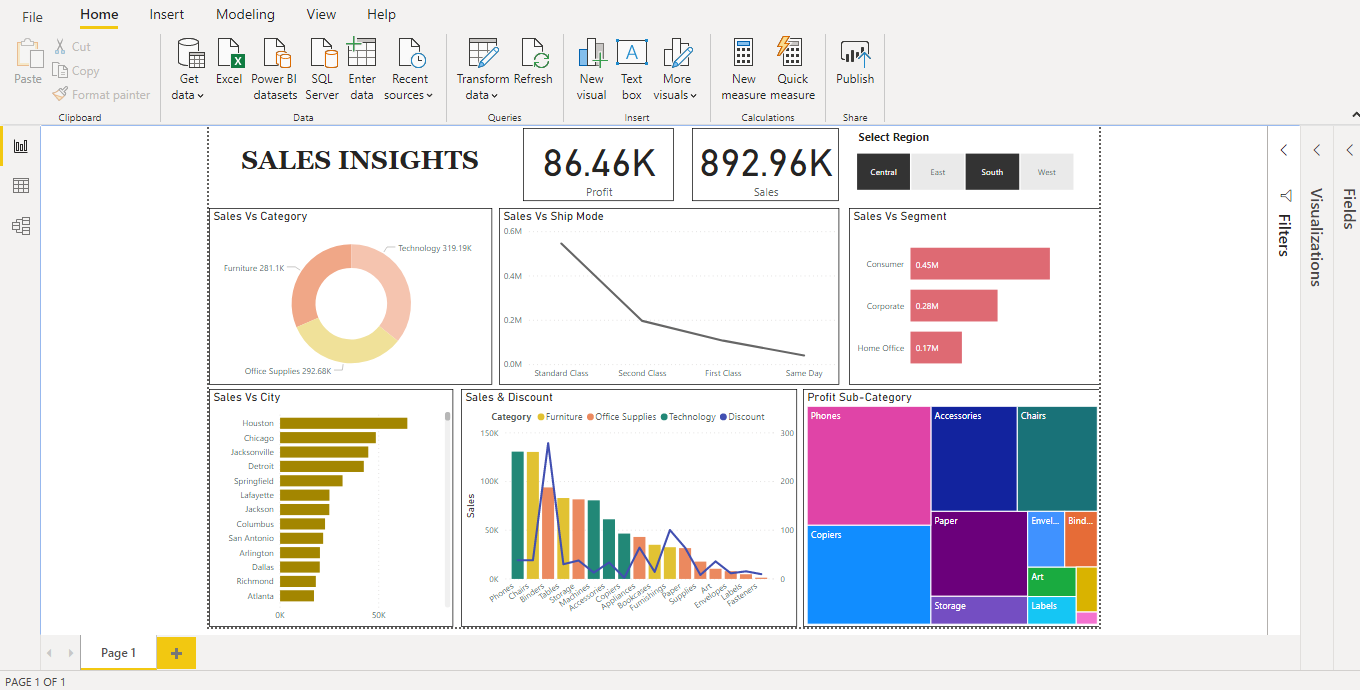 File Home Insert Modeling View Help
Paste
Cut
Copy
Format painter
Clipboard
Get data
Excel
Power BI datasets
SQL Server
Enter data
Recent sources
Data
Transform data
Refresh
Queries
New visual
Text box
More visuals
Insert
New measure
Quick measure
Calculations
Publish
Share
SALES INSIGHTS
86.46K
Profit
892.96K
Sales
Select Region
Central East South West
Sales Vs Category
Technology 319.19K
Furniture 281.1K
Office Supplies 292.68K
Sales Vs Ship Mode
0.6M
0.4M
0.2M
0.0M
Standard Class Second Class First Class Same Day
Sales Vs Segment
Consumer 0.45M
Corporate 0.28M
Home Office 0.17M
Sales Vs City
Houston
Chicago
Jacksonville
Detroit
Springfield
Lafayette
Jackson
Columbus
San Antonio
Arlington
Dallas
Richmond
Atlanta
0K 50K
Sales & Discount
Category Furniture Office Supplies Technology Discount
150K 300
100K 200
50K 100
0K 0
Sales
Phones
Chairs
Binders
Tables
Storage
Machines
Accessories
Copiers
Appliances
Bookcases
Furnishings
Paper
Supplies
Art
Envelopes
Labels
Fasteners
Profit Sub-Category
Phones
Accessories
Chairs
Copiers
Paper
Envel...
Bind...
Art
Storage
Labels
Filters
Visualizations
Fields
Page 1
PAGE 1 OF 1